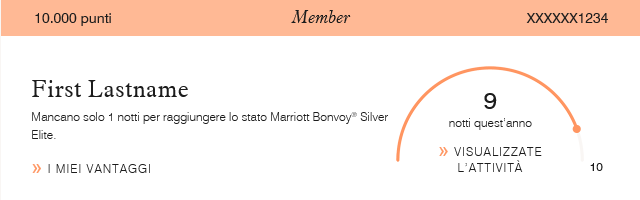 10.000 punti Member XXXXXX1234
First Lastname
Mancano solo 1 notti per raggiungere lo stato Marriott Bonvoy® Silver
Elite.
» I MIEI VANTAGGI
9
notti quest'anno
» VISUALIZZATE
L'ATTIVITÀ
10